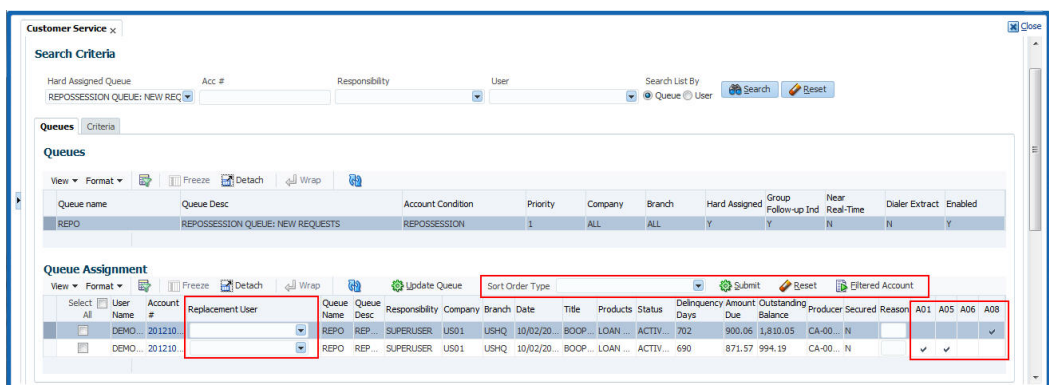 Customer Service ×
Close
Search Criteria
Hard Assigned Queue Acc # Responsibility User Search List By
REPOSSESSION QUEUE: NEW REQ Queue User Search Reset
Queues Criteria
Queues
View Format Freeze Detach Wrap
Queue name Queue Desc Account Condition Priority Company Branch Hard Assigned Group Follow-up Ind Near Real-Time Dialer Extract Enabled
REPO REPOSSESSION QUEUE: NEW REQUESTS REPOSSESSION 1 ALL ALL Y Y N N Y
Queue Assignment
View Format Freeze Detach Wrap Update Queue Sort Order Type Submit Reset Filtered Account
Select All User Name Account # Replacement User Queue Name Queue Desc Responsibility Company Branch Date Title Products Status Delinquency Days Amount Due Outstanding Balance Producer Secured Reason A01 A05 A06 A08
DEMO... 201210... REPO REP... SUPERUSER US01 USHQ 10/02/20... BOOP... LOAN ... ACTIV... 702 900.06 1,810.05 CA-00... N
DEMO... 201210... REPO REP... SUPERUSER US01 USHQ 10/02/20... BOOP... LOAN ... ACTIV... 690 871.57 994.19 CA-00... N